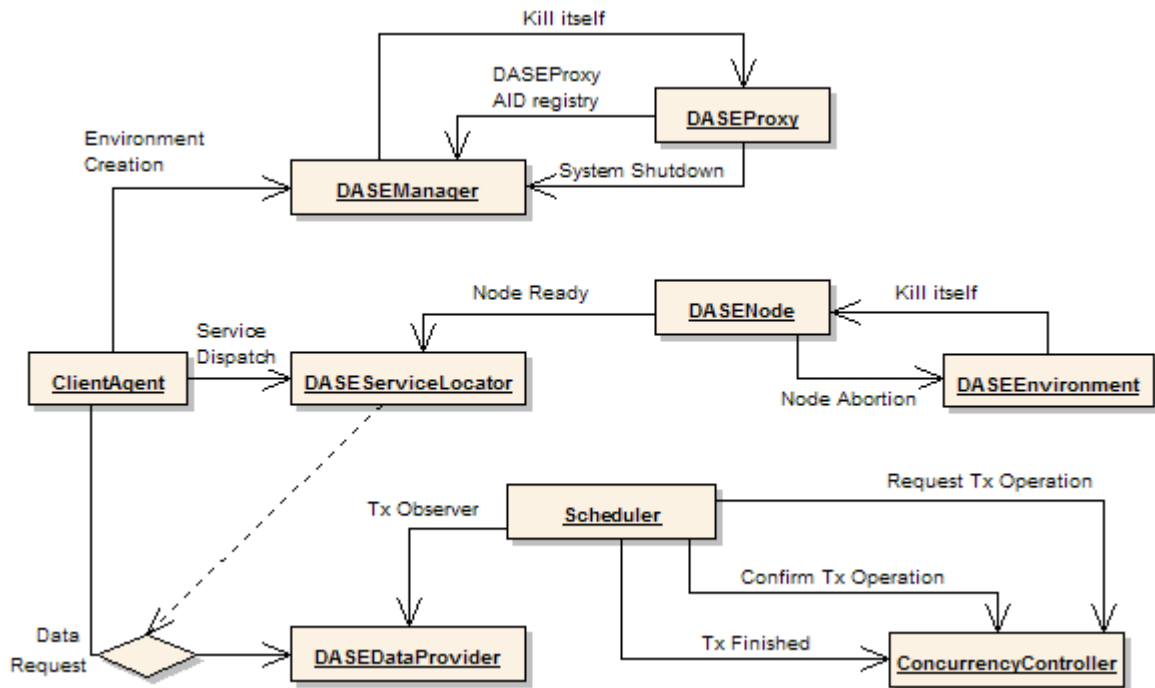 Kill itself
DASEProxy
AID registry
DASEProxy
Environment
Creation
System Shutdown
DASEManager
Node Ready
DASENode
Kill itself
Service
Dispatch
ClientAgent
DASEServiceLocator
DASEEnvironment
Node Abortion
Request Tx Operation
Tx Observer
Scheduler
Confirm Tx Operation
Data
Request
DASEDataProvider
Tx Finished
ConcurrencyController